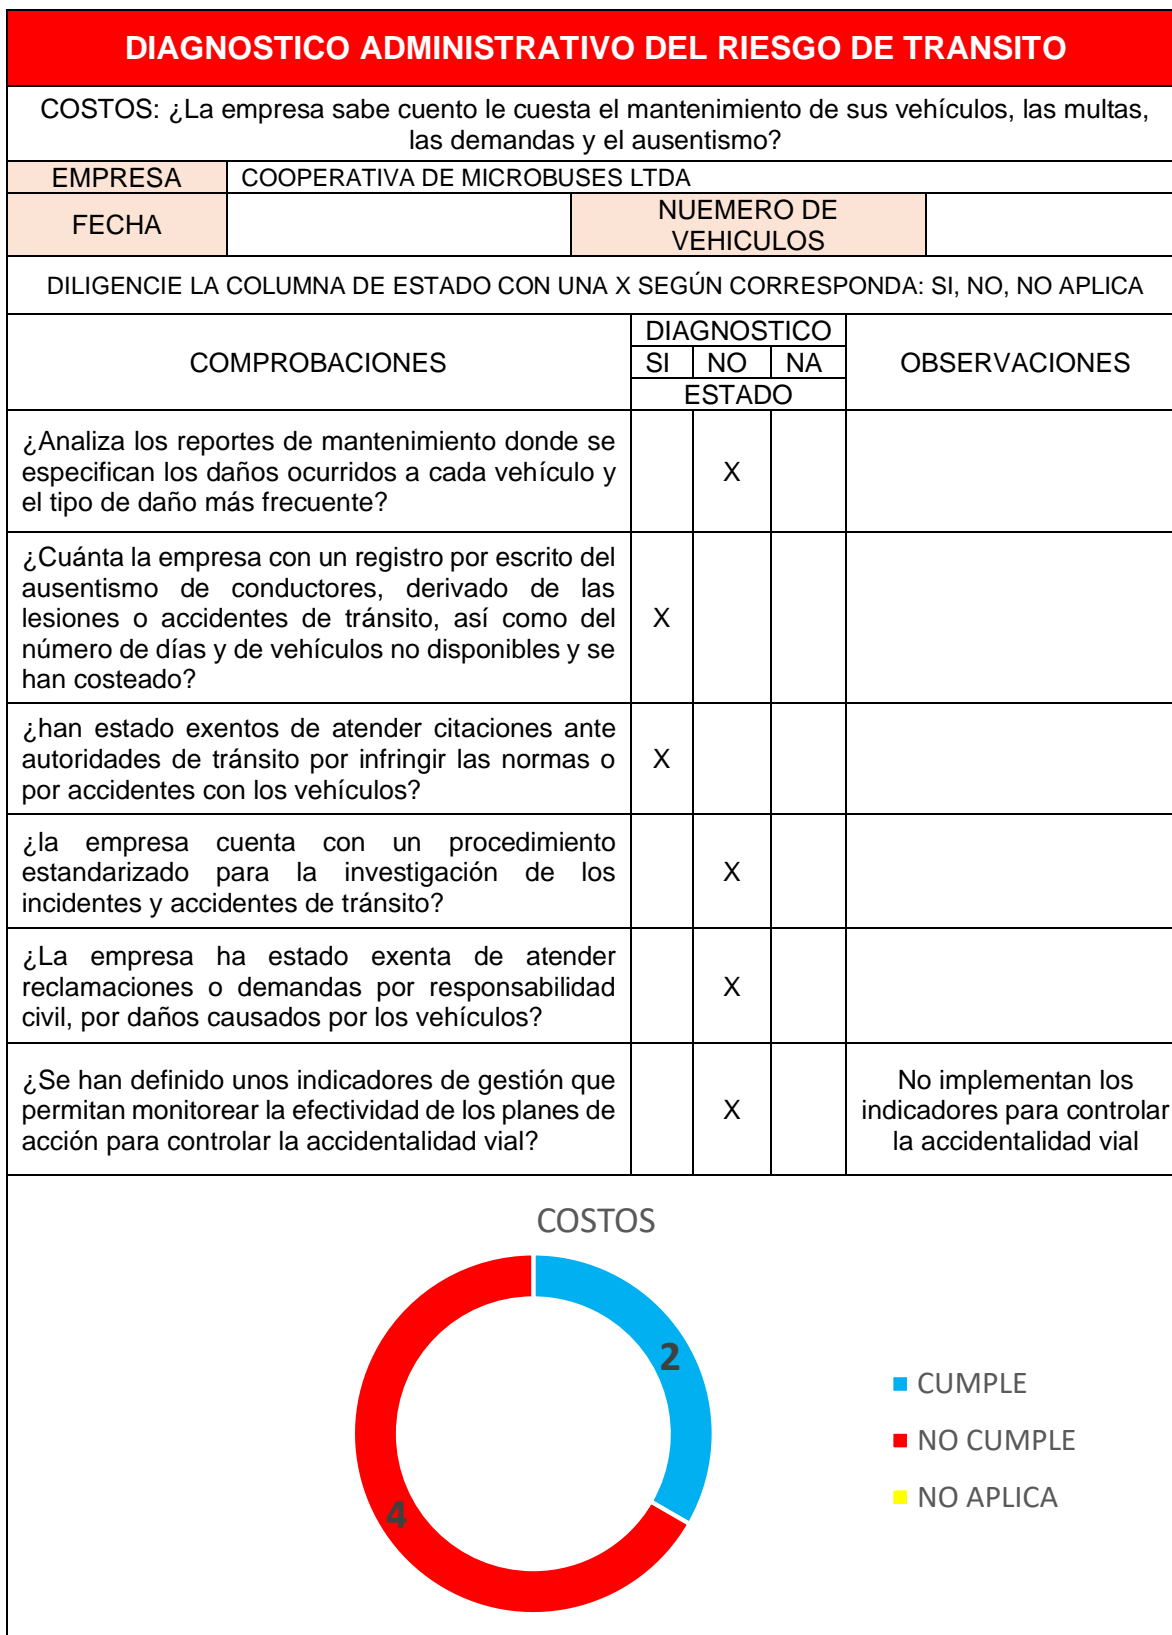 DIAGNOSTICO ADMINISTRATIVO DEL RIESGO DE TRANSITO
COSTOS: ¿La empresa sabe cuento le cuesta el mantenimiento de sus vehículos, las multas,
las demandas y el ausentismo?
EMPRESA COOPERATIVA DE MICROBUSES LTDA
FECHA
NUEMERO DE
VEHICULOS
DILIGENCIE LA COLUMNA DE ESTADO CON UNA X SEGÚN CORRESPONDA: SI, NO, NO APLICA
COMPROBACIONES
DIAGNOSTICO
SI NO NA
ESTADO
OBSERVACIONES
¿Analiza los reportes de mantenimiento donde se
especifican los daños ocurridos a cada vehículo y
el tipo de daño más frecuente?
X
¿Cuánta la empresa con un registro por escrito del
ausentismo de conductores, derivado de las
lesiones o accidentes de tránsito, así como del
número de días y de vehículos no disponibles y se
han costeado?
X
¿han estado exentos de atender citaciones ante
autoridades de tránsito por infringir las normas o
por accidentes con los vehículos?
X
¿la empresa cuenta con un procedimiento
estandarizado para la investigación de los
incidentes y accidentes de tránsito?
X
¿La empresa ha estado exenta de atender
reclamaciones o demandas por responsabilidad
civil, por daños causados por los vehículos?
X
¿Se han definido unos indicadores de gestión que
permitan monitorear la efectividad de los planes de
acción para controlar la accidentalidad vial?
X
No implementan los
indicadores para controlar
la accidentalidad vial
COSTOS
2
4
CUMPLE
NO CUMPLE
NO APLICA